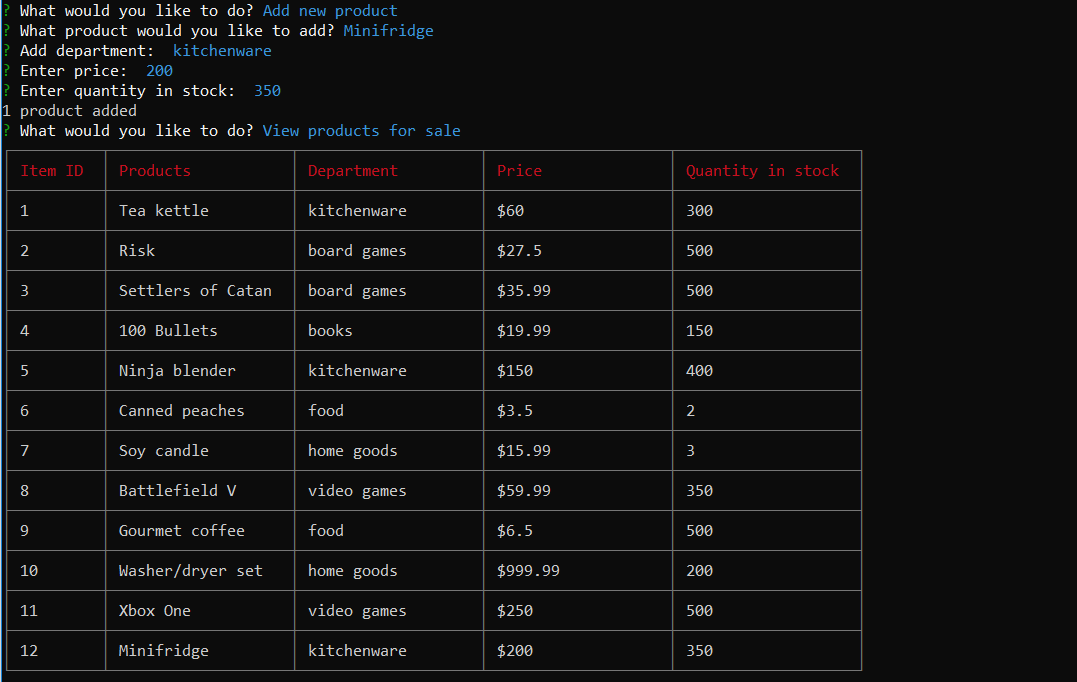 ? What would you like to do? Add new product
? What product would you like to add? Minifridge
? Add department:  kitchenware
? Enter price:  200
? Enter quantity in stock:  350
1 product added
? What would you like to do? View products for sale
Item ID Products Department Price Quantity in stock
1 Tea kettle kitchenware $60 300
2 Risk board games $27.5 500
3 Settlers of Catan board games $35.99 500
4 100 Bullets books $19.99 150
5 Ninja blender kitchenware $150 400
6 Canned peaches food $3.5 2
7 Soy candle home goods $15.99 3
8 Battlefield V video games $59.99 350
9 Gourmet coffee food $6.5 500
10 Washer/dryer set home goods $999.99 200
11 Xbox One video games $250 500
12 Minifridge kitchenware $200 350